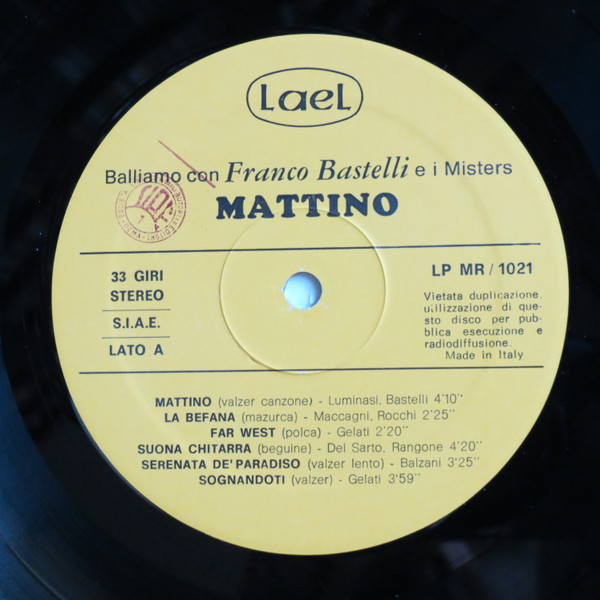 LaeL
Balliamo con Franco Bastelli e i Misters
MATTINO
33 GIRI
STEREO
S.I.A.E.
LATO A
LP MR / 1021
Vietata duplicazione.
utilizzazione di que-
sto disco per pub-
blica esecuzione e
radiodiffusione.
Made in Italy
MATTINO (valzer canzone) - Luminasi, Bastelli 4'10''
LA BEFANA (mazurca) - Maccagni, Rocchi 2'25''
FAR WEST (polca) - Gelati 2'20''
SUONA CHITARRA (beguine) - Del Sarto, Rangone 4'20''
SERENATA DE' PARADISO (valzer lento) - Balzani 3'25''
SOGNANDOTI (valzer) - Gelati 3'59''